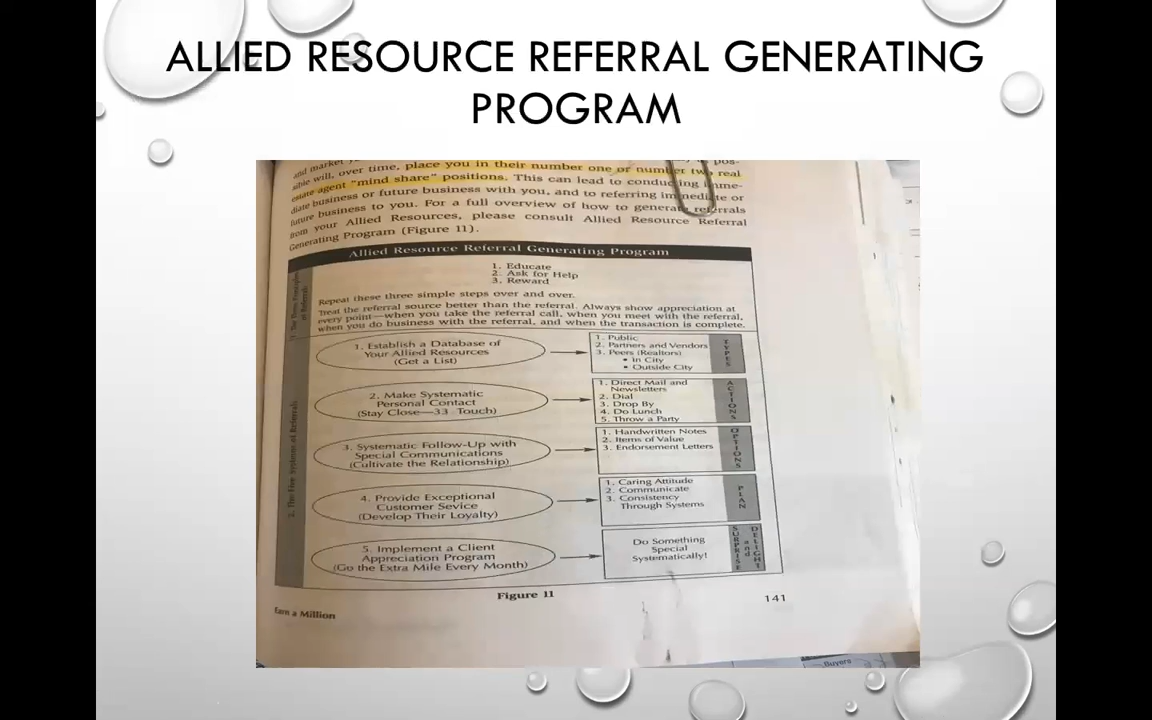 ALLIED RESOURCE REFERRAL GENERATING
PROGRAM
and market
sible will, over time, place you in their number one or number two real
estate agent "mind share" positions. This can lead to conducting imme-
diate business or future business with you, and to referring immediate or
future business to you. For a full overview of how to generate referrals
from your Allied Resources, please consult Allied Resource Referral
Generating Program (Figure 11).
Allied Resource Referral Generating Program
1. The Three Principles
of Referrals
1. Educate
2. Ask for Help
3. Reward
Repeat these three simple steps over and over.
Treat the referral source better than the referral. Always show appreciation at
every point—when you take the referral call, when you meet with the referral,
when you do business with the referral, and when the transaction is complete.
2. The Five Systems of Referrals
1. Establish a Database of
Your Allied Resources
(Get a List)
1. Public
2. Partners and Vendors
3. Peers (Realtors)
• In City
• Outside City
TYPES
2. Make Systematic
Personal Contact
(Stay Close—33 Touch)
1. Direct Mail and
Newsletters
2. Dial
3. Drop By
4. Do Lunch
5. Throw a Party
ACTIONS
3. Systematic Follow-Up with
Special Communications
(Cultivate the Relationship)
1. Handwritten Notes
2. Items of Value
3. Endorsement Letters
OPTIONS
4. Provide Exceptional
Customer Sevice
(Develop Their Loyalty)
1. Caring Attitude
2. Communicate
3. Consistency
Through Systems
PLAN
5. Implement a Client
Appreciation Program
(Go the Extra Mile Every Month)
Do Something
Special
Systematically!
SURPRISE
and
DELIGHT
Figure 11
141
Earn a Million
Buyers